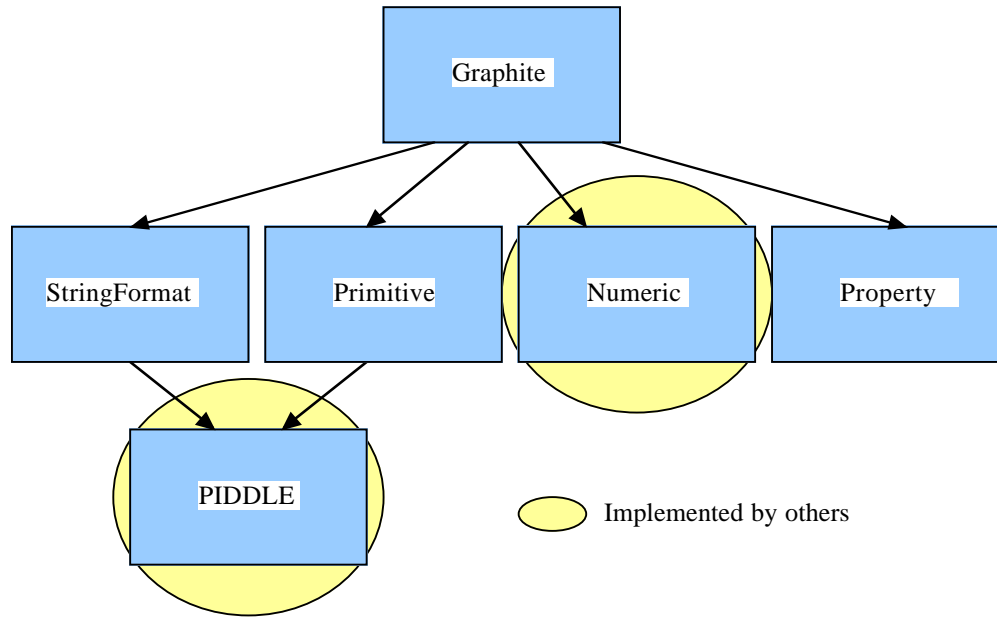 Graphite
StringFormat
Primitive
Numeric
Property
PIDDLE
Implemented by others